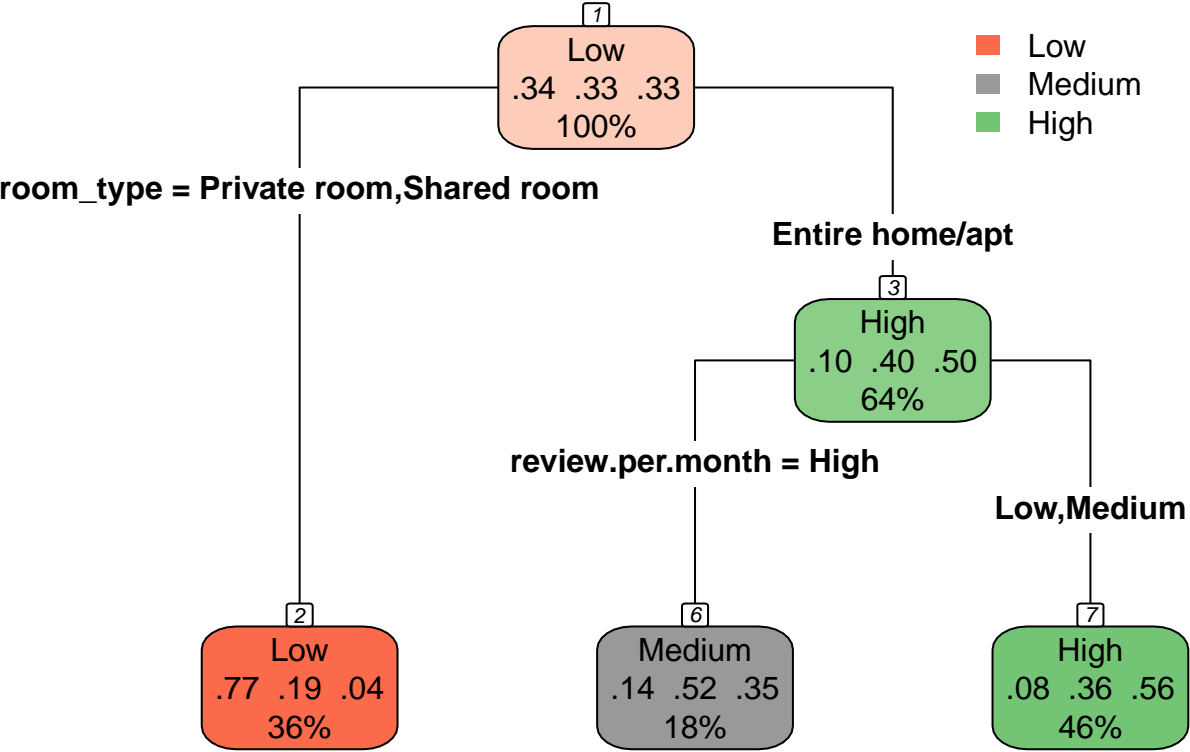 1
Low
.34 .33 .33
100%
Low
Medium
High
room_type = Private room,Shared room
Entire home/apt
3
High
.10 .40 .50
64%
review.per.month = High
Low,Medium
2
Low
.77 .19 .04
36%
6
Medium
.14 .52 .35
18%
7
High
.08 .36 .56
46%